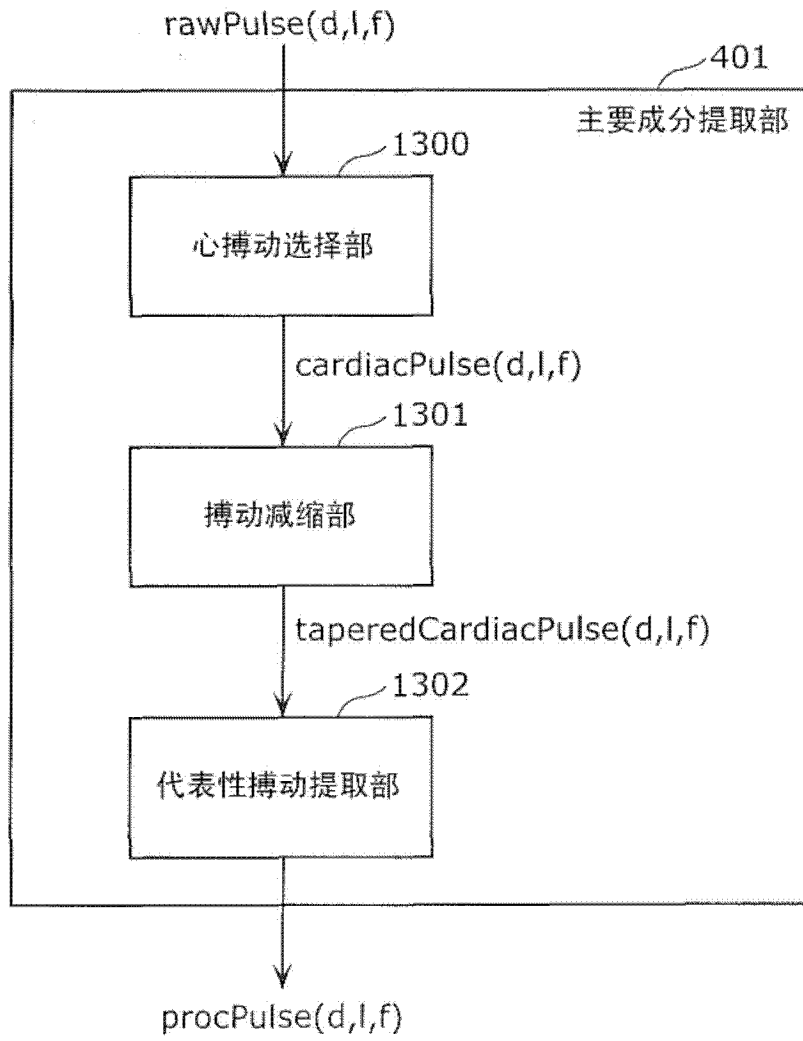 rawPulse(d,l,f)
401
主要成分提取部
1300
心搏动选择部
cardiacPulse(d,l,f)
1301
搏动减缩部
taperedCardiacPulse(d,l,f)
1302
代表性搏动提取部
procPulse(d,l,f)